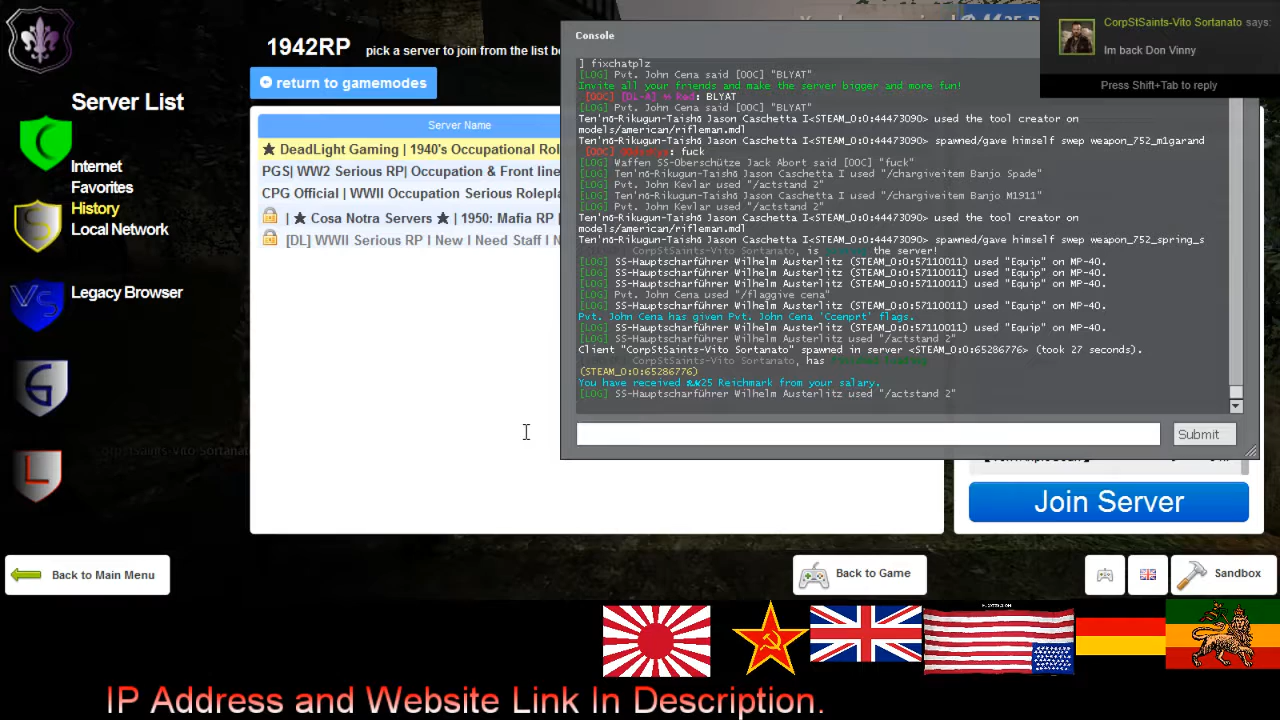 1942RP pick a server to join from the list be
return to gamemodes
Server List
Internet
Favorites
History
Local Network
Legacy Browser
Server Name
★ DeadLight Gaming | 1940's Occupational Rol
PGS| WW2 Serious RP| Occupation & Front line
CPG Official | WWII Occupation Serious Rolepla
| ★ Cosa Notra Servers ★ | 1950: Mafia RP |
[DL] WWII Serious RP I New I Need Staff I N
Console
] fixchatplz
[LOG] Pvt. John Cena said [OOC] "BLYAT"
Invite all your friends and make the server bigger and more fun!
[OOC] [DL-A] Red: BLYAT
[LOG] Pvt. John Cena said [OOC] "BLYAT"
Ten'nō-Rikugun-Taishō Jason Caschetta I<STEAM_0:0:44473090> used the tool creator on
models/american/rifleman.mdl
Ten'nō-Rikugun-Taishō Jason Caschetta I<STEAM_0:0:44473090> spawned/gave himself swep weapon_752_m1garand
[OOC] : fuck
[LOG] Waffen SS-Oberschütze Jack Abort said [OOC] "fuck"
[LOG] Ten'nō-Rikugun-Taishō Jason Caschetta I used "/chargiveitem Banjo Spade"
[LOG] Pvt. John Kevlar used "/actstand 2"
[LOG] Ten'nō-Rikugun-Taishō Jason Caschetta I used "/chargiveitem Banjo M1911"
[LOG] Pvt. John Kevlar used "/actstand 2"
Ten'nō-Rikugun-Taishō Jason Caschetta I<STEAM_0:0:44473090> used the tool creator on
models/american/rifleman.mdl
Ten'nō-Rikugun-Taishō Jason Caschetta I<STEAM_0:0:44473090> spawned/gave himself swep weapon_752_spring_s
CorpStSaints-Vito Sortanato, is the server!
[LOG] SS-Hauptscharführer Wilhelm Austerlitz (STEAM_0:0:57110011) used "Equip" on MP-40.
[LOG] SS-Hauptscharführer Wilhelm Austerlitz (STEAM_0:0:57110011) used "Equip" on MP-40.
[LOG] SS-Hauptscharführer Wilhelm Austerlitz (STEAM_0:0:57110011) used "Equip" on MP-40.
[LOG] Pvt. John Cena used "/flaggive cena"
[LOG] SS-Hauptscharführer Wilhelm Austerlitz (STEAM_0:0:57110011) used "Equip" on MP-40.
Pvt. John Cena has given Pvt. John Cena 'Ccenprt' flags.
[LOG] SS-Hauptscharführer Wilhelm Austerlitz (STEAM_0:0:57110011) used "Equip" on MP-40.
[LOG] SS-Hauptscharführer Wilhelm Austerlitz used "/actstand 2"
Client "CorpStSaints-Vito Sortanato" spawned in server <STEAM_0:0:65286776> (took 27 seconds).
CorpStSaints-Vito Sortanato, has
(STEAM_0:0:65286776)
You have received 25 Reichmark from your salary.
[LOG] SS-Hauptscharführer Wilhelm Austerlitz used "/actstand 2"
Submit
CorpStSaints-Vito Sortanato says:
Im back Don Vinny
Press Shift+Tab to reply
Join Server
Back to Main Menu
Back to Game
Sandbox
IP Address and Website Link In Description.